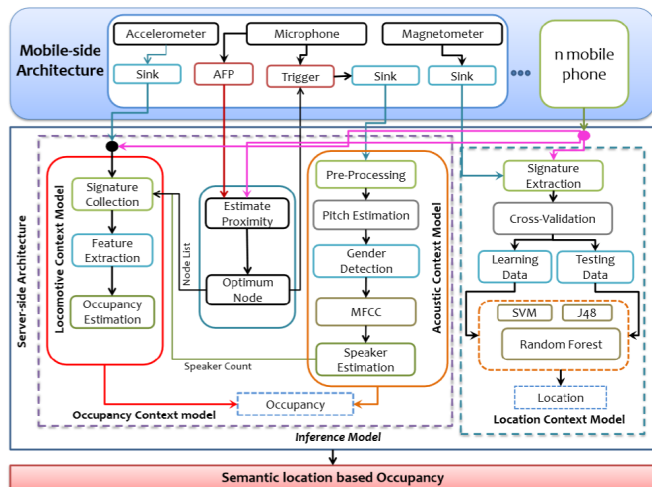 Accelerometer
Microphone
Magnetometer
Mobile-side
Architecture
Sink
AFP
Trigger
Sink
Sink
n mobile
phone
Server-side Architecture
Locomotive Context Model
Signature
Collection
Feature
Extraction
Occupancy
Estimation
Node List
Estimate
Proximity
Optimum
Node
Speaker Count
Pre-Processing
Pitch Estimation
Gender
Detection
MFCC
Speaker
Estimation
Acoustic Context Model
Signature
Extraction
Cross-Validation
Learning
Data
Testing
Data
SVM
J48
Random Forest
Location
Location Context Model
Occupancy
Occupancy Context model
Inference Model
Semantic location based Occupancy